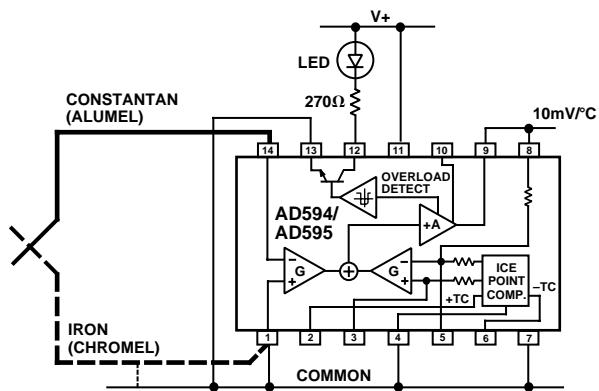 V+
LED
270Ω
CONSTANTAN
(ALUMEL)
10mV/°C
14 13 12 11 10 9 8
OVERLOAD
DETECT
AD594/
AD595
+A
– –
G G
+ +
ICE
POINT
COMP.
+TC
–TC
IRON
(CHROMEL)
1 2 3 4 5 6 7
COMMON